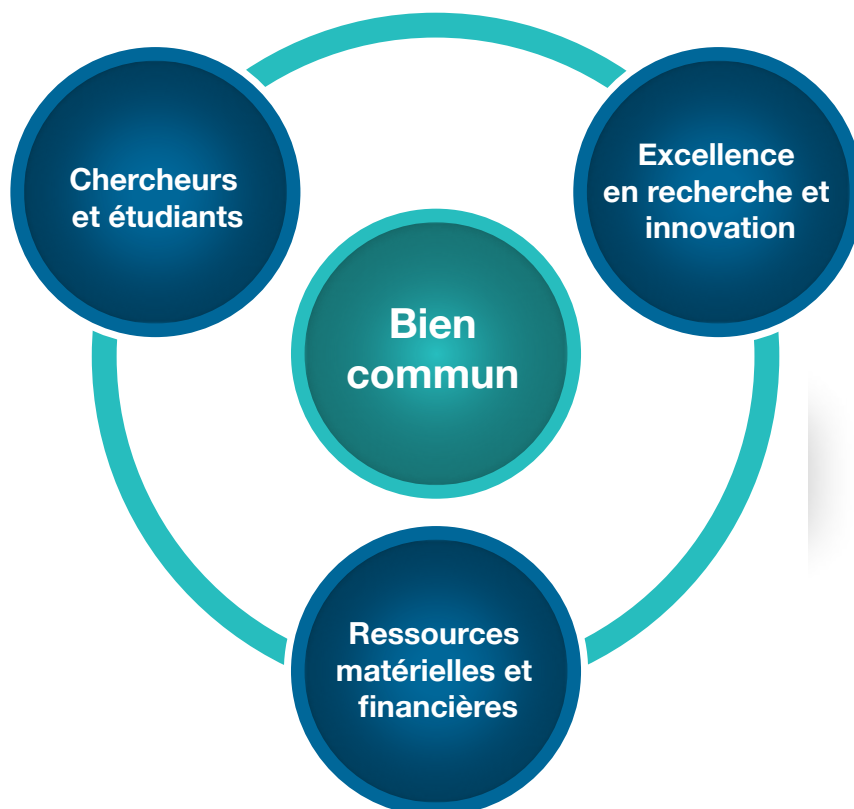 Chercheurs
et étudiants
Excellence
en recherche et
innovation
Bien
commun
Ressources
matérielles et
financières